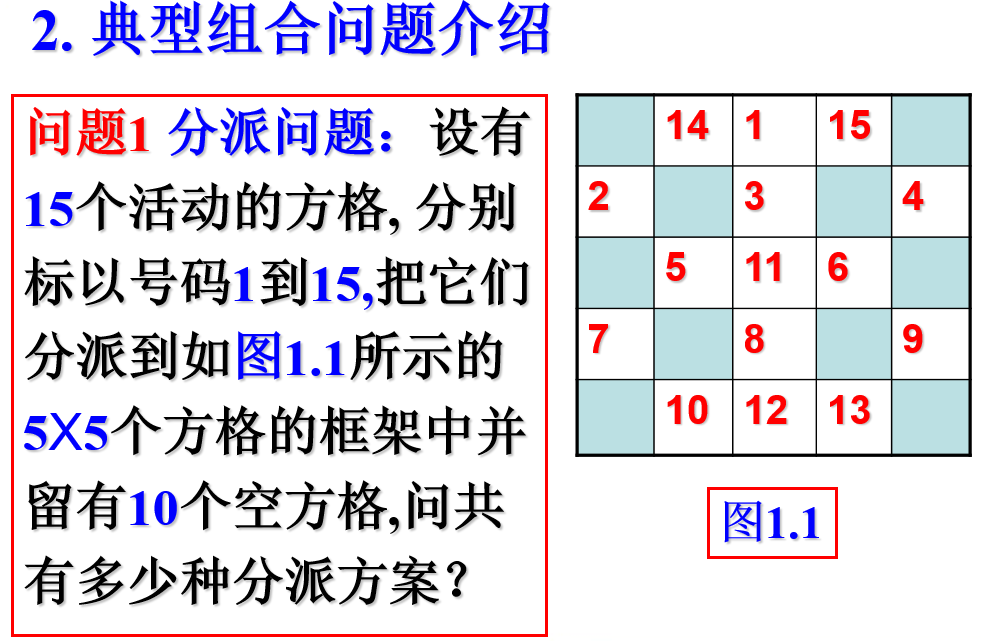 2. 典型组合问题介绍
问题1 分派问题：设有
15个活动的方格, 分别
标以号码1到15,把它们
分派到如图1.1所示的
5X5个方格的框架中并
留有10个空方格,问共
有多少种分派方案？
14 1 15
2 3 4
5 11 6
7 8 9
10 12 13
图1.1